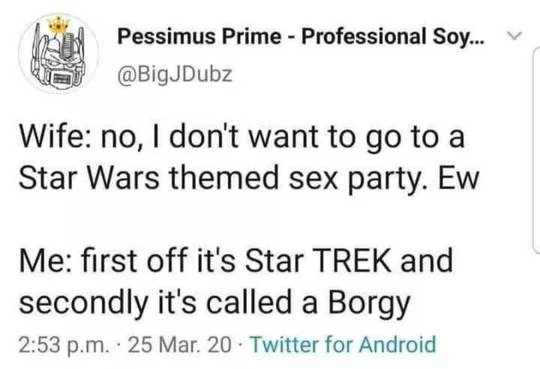 Pessimus Prime - Professional Soy...
@BigJDubz
Wife: no, I don't want to go to a
Star Wars themed sex party. Ew
Me: first off it's Star TREK and
secondly it's called a Borgy
2:53 p.m. · 25 Mar. 20 · Twitter for Android